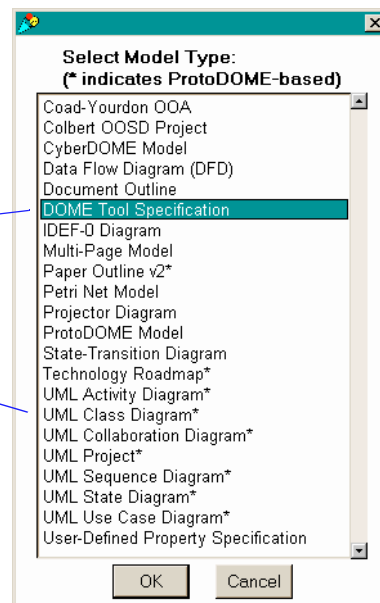 Select Model Type:
(* indicates ProtoDOME-based)
Coad-Yourdon OOA
Colbert OOSD Project
CyberDOME Model
Data Flow Diagram (DFD)
Document Outline
DOME Tool Specification
IDEF-0 Diagram
Multi-Page Model
Paper Outline v2*
Petri Net Model
Projector Diagram
ProtoDOME Model
State-Transition Diagram
Technology Roadmap*
UML Activity Diagram*
UML Class Diagram*
UML Collaboration Diagram*
UML Project*
UML Sequence Diagram*
UML State Diagram*
UML Use Case Diagram*
User-Defined Property Specification
OK Cancel